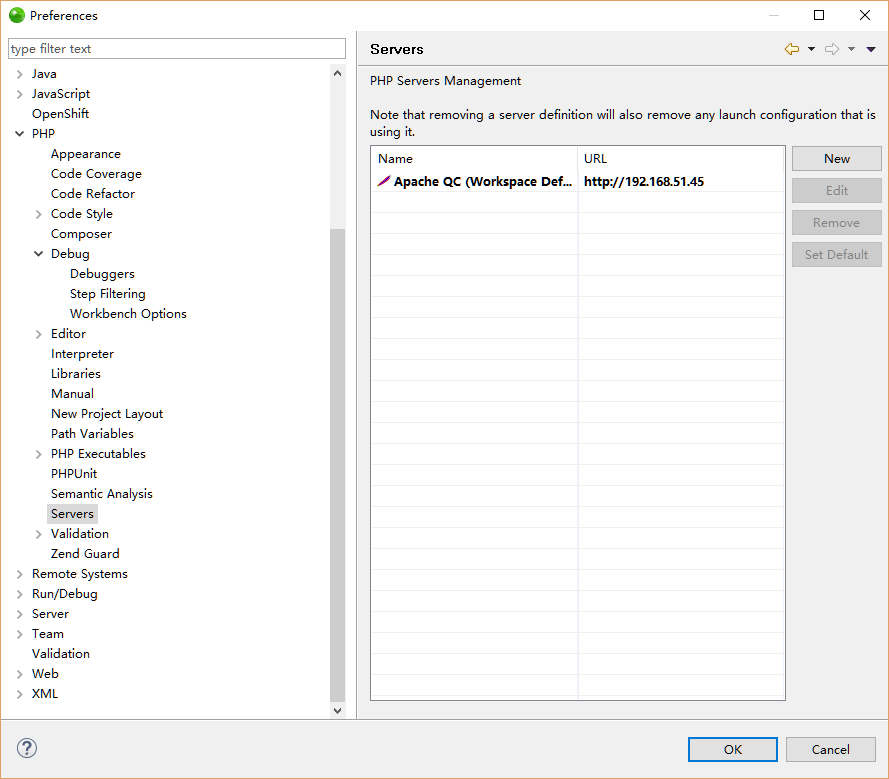 Preferences
type filter text
Java
JavaScript
OpenShift
PHP
Appearance
Code Coverage
Code Refactor
Code Style
Composer
Debug
Debuggers
Step Filtering
Workbench Options
Editor
Interpreter
Libraries
Manual
New Project Layout
Path Variables
PHP Executables
PHPUnit
Semantic Analysis
Servers
Validation
Zend Guard
Remote Systems
Run/Debug
Server
Team
Validation
Web
XML
Servers
PHP Servers Management
Note that removing a server definition will also remove any launch configuration that is
using it.
Name URL
Apache QC (Workspace Def... http://192.168.51.45
New
Edit
Remove
Set Default
?
OK Cancel